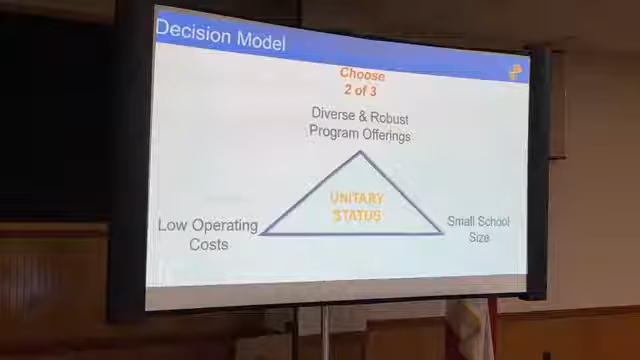 Decision Model
Choose
2 of 3
Diverse & Robust
Program Offerings
UNITARY
STATUS
Low Operating
Costs
Small School
Size